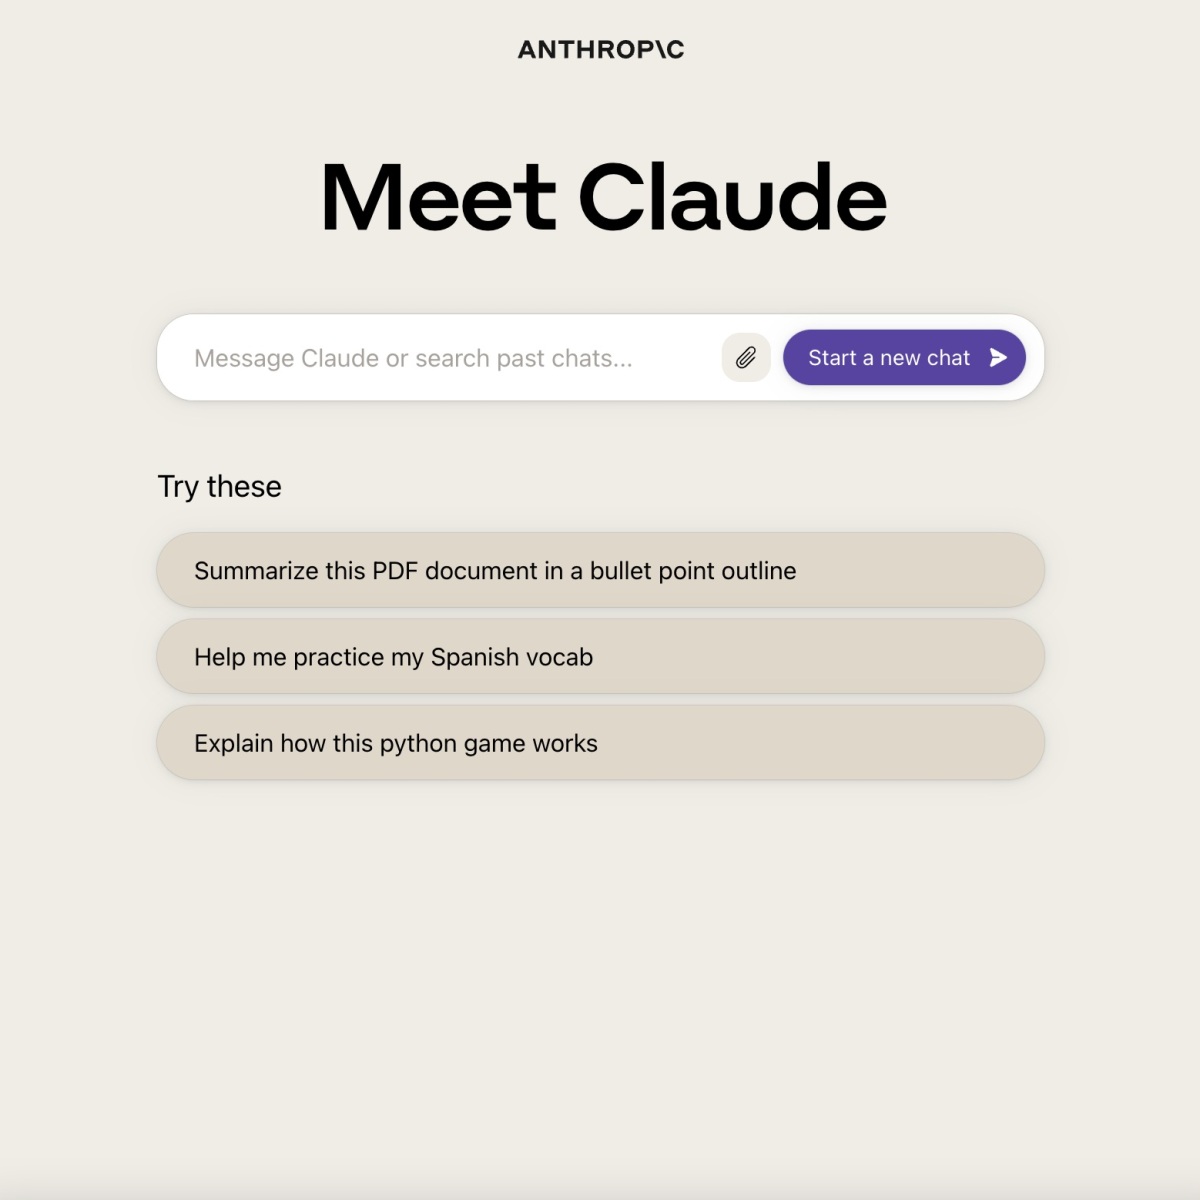 ANTHROP\C
Meet Claude
Message Claude or search past chats...
Start a new chat
Try these
Summarize this PDF document in a bullet point outline
Help me practice my Spanish vocab
Explain how this python game works